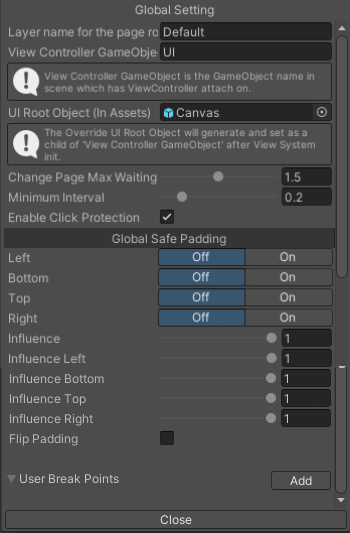 Global Setting
Layer name for the page ro Default
View Controller GameObje UI
View Controller GameObject is the GameObject name in
scene which has ViewController attach on.
UI Root Object (In Assets) Canvas
The Override UI Root Object will generate and set as a
child of 'View Controller GameObject' after View System
init.
Change Page Max Waiting 1.5
Minimum Interval 0.2
Enable Click Protection
Global Safe Padding
Left Off On
Bottom Off On
Top Off On
Right Off On
Influence 1
Influence Left 1
Influence Bottom 1
Influence Top 1
Influence Right 1
Flip Padding
User Break Points Add
Close